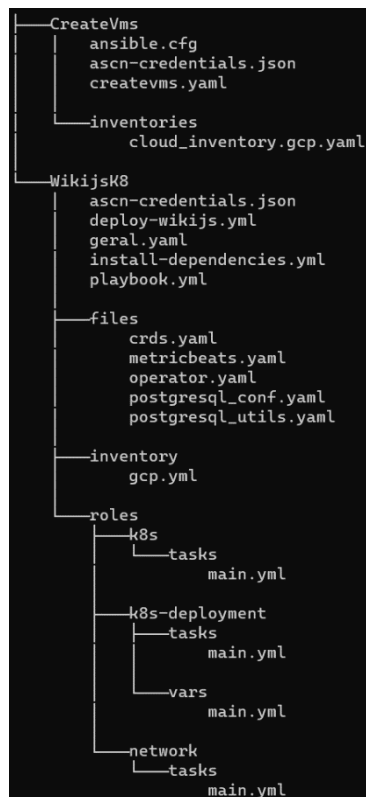 CreateVms
ansible.cfg
ascn-credentials.json
createvms.yaml
inventories
cloud_inventory.gcp.yaml
WikijsK8
ascn-credentials.json
deploy-wikijs.yml
geral.yaml
install-dependencies.yml
playbook.yml
files
crds.yaml
metricbeats.yaml
operator.yaml
postgresql_conf.yaml
postgresql_utils.yaml
inventory
gcp.yml
roles
k8s
tasks
main.yml
k8s-deployment
tasks
main.yml
vars
main.yml
network
tasks
main.yml